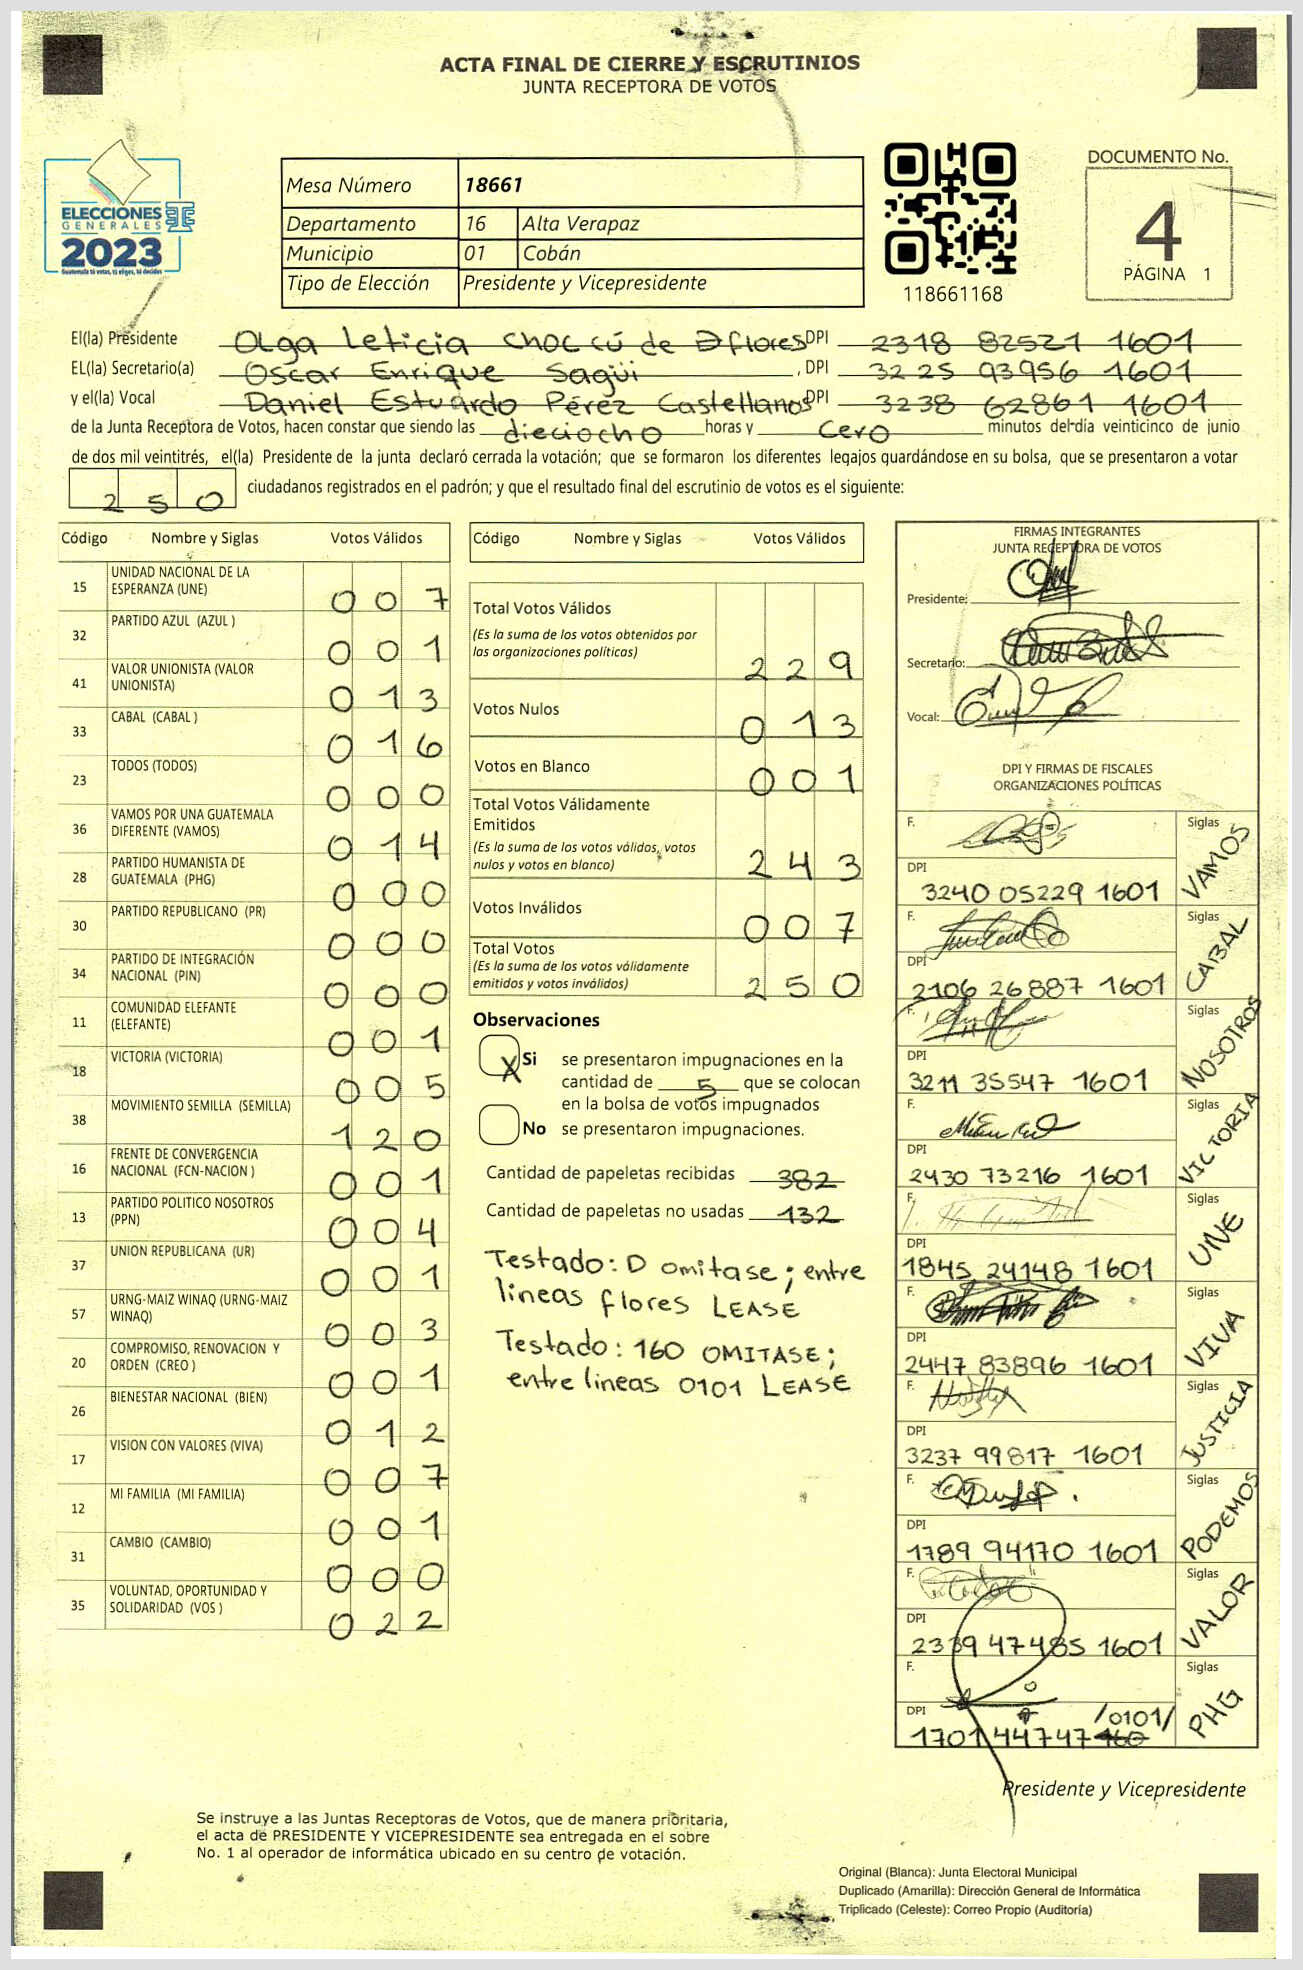 ACTA FINAL DE CIERRE Y ESCRUTINIOS
JUNTA RECEPTORA DE VOTOS
ELECCIONES
GENERALES
2023
Guatemala tú votas, tú eliges, tú decides
Mesa Número 18661
Departamento 16 Alta Verapaz
Municipio 01 Cobán
Tipo de Elección Presidente y Vicepresidente
118661168
DOCUMENTO No.
4
PÁGINA 1
El(la) Presidente Olga Leticia Choc cú de D flores DPI 2318 82521 1601
EL(la) Secretario(a) Oscar Enrique Sagüi , DPI 3225 93956 1601
y el(la) Vocal Daniel Estuardo Pérez Castellanos DPI 3238 62861 1601
de la Junta Receptora de Votos, hacen constar que siendo las dieciocho horas y cero minutos del día veinticinco de junio
de dos mil veintitrés, el(la) Presidente de la junta declaró cerrada la votación; que se formaron los diferentes legajos guardándose en su bolsa, que se presentaron a votar
250 ciudadanos registrados en el padrón; y que el resultado final del escrutinio de votos es el siguiente:
Código Nombre y Siglas Votos Válidos
15 UNIDAD NACIONAL DE LA ESPERANZA (UNE) 007
32 PARTIDO AZUL (AZUL ) 001
41 VALOR UNIONISTA (VALOR UNIONISTA) 013
33 CABAL (CABAL ) 016
23 TODOS (TODOS) 000
36 VAMOS POR UNA GUATEMALA DIFERENTE (VAMOS) 014
28 PARTIDO HUMANISTA DE GUATEMALA (PHG) 000
30 PARTIDO REPUBLICANO (PR) 000
34 PARTIDO DE INTEGRACIÓN NACIONAL (PIN) 000
11 COMUNIDAD ELEFANTE (ELEFANTE) 001
18 VICTORIA (VICTORIA) 005
38 MOVIMIENTO SEMILLA (SEMILLA) 120
16 FRENTE DE CONVERGENCIA NACIONAL (FCN-NACION ) 001
13 PARTIDO POLITICO NOSOTROS (PPN) 004
37 UNION REPUBLICANA (UR) 001
57 URNG-MAIZ WINAQ (URNG-MAIZ WINAQ) 003
20 COMPROMISO, RENOVACION Y ORDEN (CREO ) 001
26 BIENESTAR NACIONAL (BIEN) 012
17 VISION CON VALORES (VIVA) 007
12 MI FAMILIA (MI FAMILIA) 001
31 CAMBIO (CAMBIO) 000
35 VOLUNTAD, OPORTUNIDAD Y SOLIDARIDAD (VOS ) 022
Código Nombre y Siglas Votos Válidos
Total Votos Válidos
(Es la suma de los votos obtenidos por
las organizaciones políticas) 229
Votos Nulos 013
Votos en Blanco 001
Total Votos Válidamente
Emitidos
(Es la suma de los votos válidos, votos
nulos y votos en blanco) 243
Votos Inválidos 007
Total Votos
(Es la suma de los votos válidamente
emitidos y votos inválidos) 250
Observaciones
X Si se presentaron impugnaciones en la
cantidad de 5 que se colocan
en la bolsa de votos impugnados
No se presentaron impugnaciones.
Cantidad de papeletas recibidas 382
Cantidad de papeletas no usadas 132
Testado: D omitase; entre
lineas flores LEASE
Testado: 160 OMITASE;
entre lineas 0101 LEASE
FIRMAS INTEGRANTES
JUNTA RECEPTORA DE VOTOS
Presidente:
Secretario:
Vocal:
DPI Y FIRMAS DE FISCALES
ORGANIZACIONES POLÍTICAS
F. Siglas VAMOS
DPI 3240 05229 1601
F. Siglas CABAL
DPI 2106 26887 1601
F. Siglas NOSOTROS
DPI 3211 35547 1601
F. Siglas VICTORIA
DPI 2430 73216 1601
F. Siglas UNE
DPI 1845 24148 1601
F. Siglas VIVA
DPI 2447 83896 1601
F. Siglas JUSTICIA
DPI 3237 99817 1601
F. Siglas PODEMOS
DPI 1789 94170 1601
F. Siglas VALOR
DPI 2339 47485 1601
F. Siglas PHG
DPI 1701 44747 160 /0101/
Presidente y Vicepresidente
Se instruye a las Juntas Receptoras de Votos, que de manera prioritaria,
el acta de PRESIDENTE Y VICEPRESIDENTE sea entregada en el sobre
No. 1 al operador de informática ubicado en su centro de votación.
Original (Blanca): Junta Electoral Municipal
Duplicado (Amarilla): Dirección General de Informática
Triplicado (Celeste): Correo Propio (Auditoría)